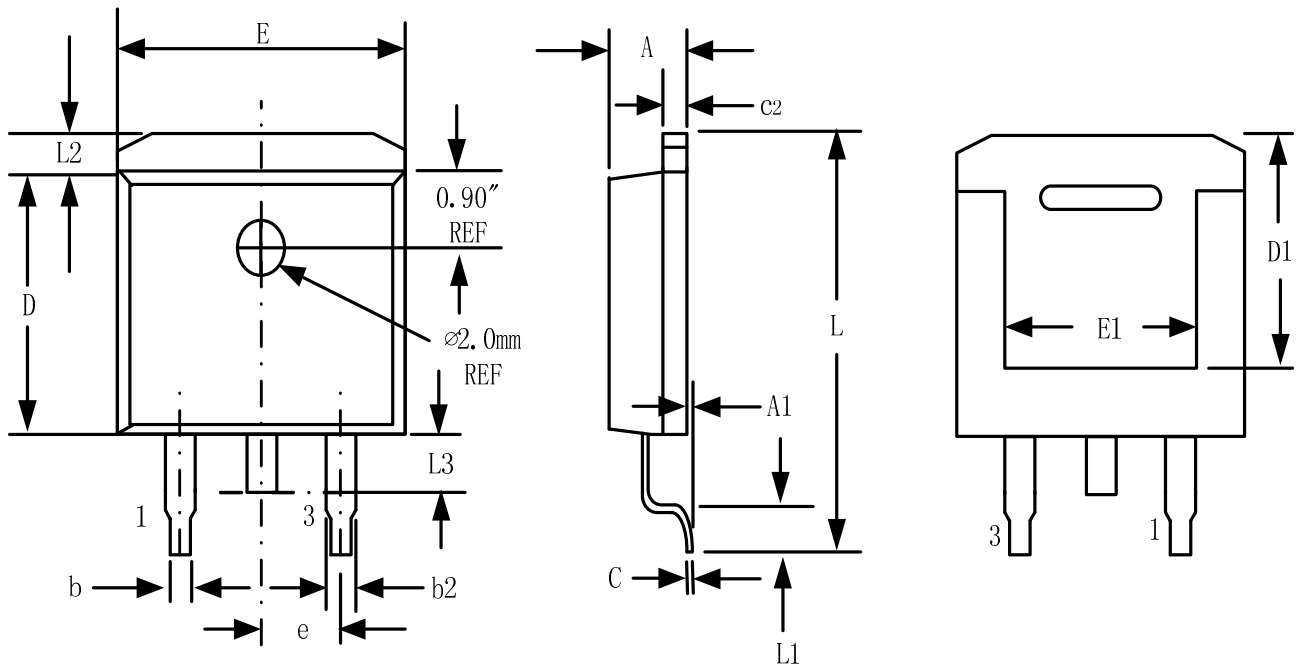 E
L2
0.90″
REF
D
⌀2.0mm
REF
L3
1
3
b
b2
e
A
C2
L
A1
C
L1
D1
E1
3
1